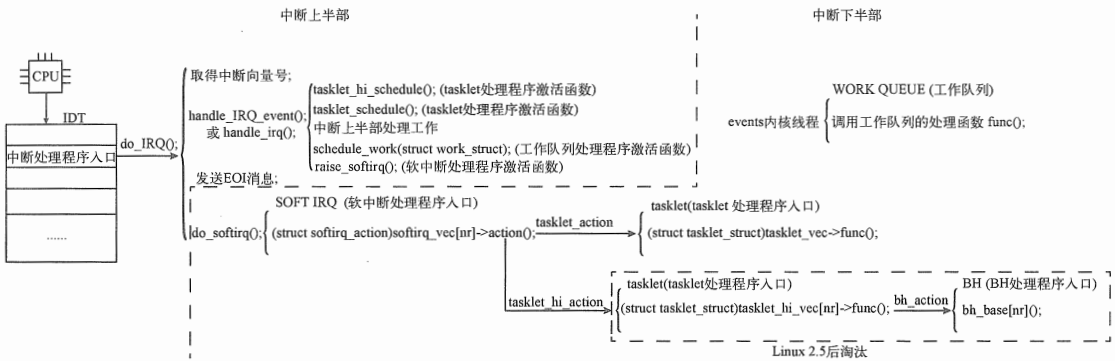 中断上半部
中断下半部
CPU
IDT
中断处理程序入口
......
do_IRQ();
取得中断向量号;
handle_IRQ_event();
或 handle_irq();
tasklet_hi_schedule(); (tasklet处理程序激活函数)
tasklet_schedule(); (tasklet处理程序激活函数)
中断上半部处理工作
schedule_work(struct work_struct); (工作队列处理程序激活函数)
raise_softirq(); (软中断处理程序激活函数)
发送EOI消息;
do_softirq();
SOFT IRQ (软中断处理程序入口)
(struct softirq_action)softirq_vec[nr]->action();
events内核线程
WORK QUEUE (工作队列)
调用工作队列的处理函数 func();
tasklet_action
tasklet(tasklet 处理程序入口)
(struct tasklet_struct)tasklet_vec->func();
tasklet_hi_action
tasklet(tasklet处理程序入口)
(struct tasklet_struct)tasklet_hi_vec[nr]->func();
bh_action
BH (BH处理程序入口)
bh_base[nr]();
Linux 2.5后淘汰